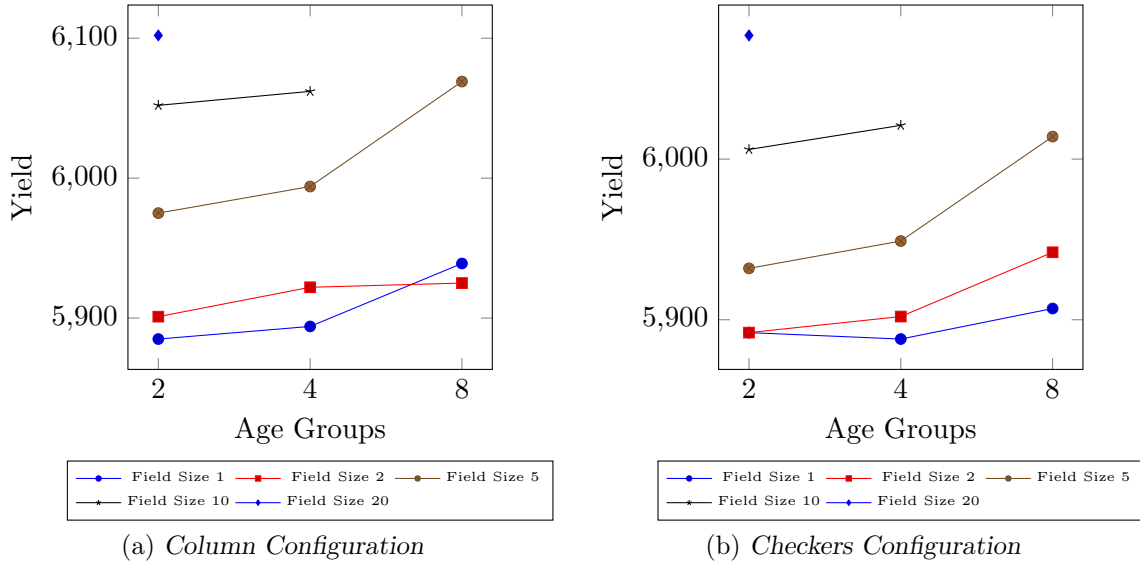 6,100
6,000
5,900
Yield
2 4 8
Age Groups
Field Size 1 Field Size 2 Field Size 5
Field Size 10 Field Size 20
(a) Column Configuration
6,000
5,900
Yield
2 4 8
Age Groups
Field Size 1 Field Size 2 Field Size 5
Field Size 10 Field Size 20
(b) Checkers Configuration